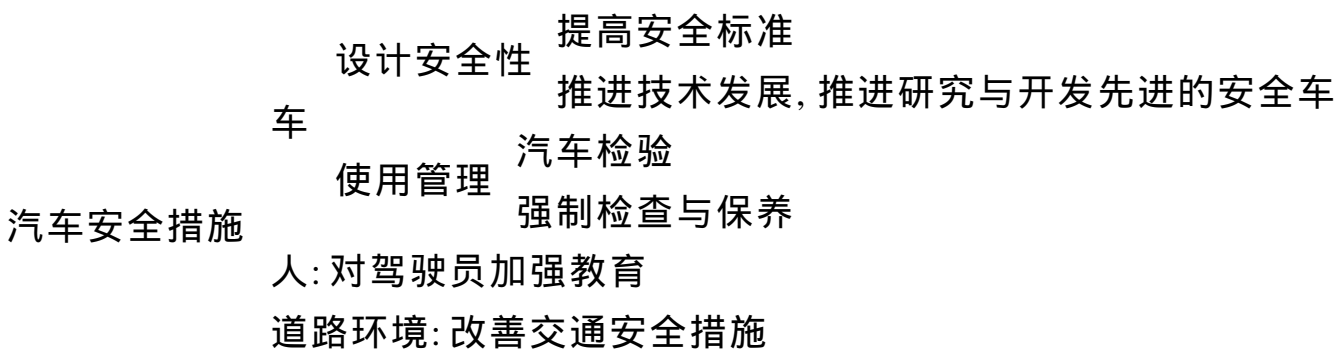 提高安全标准
设计安全性
推进技术发展, 推进研究与开发先进的安全车
车
汽车检验
使用管理
强制检查与保养
汽车安全措施
人: 对驾驶员加强教育
道路环境: 改善交通安全措施